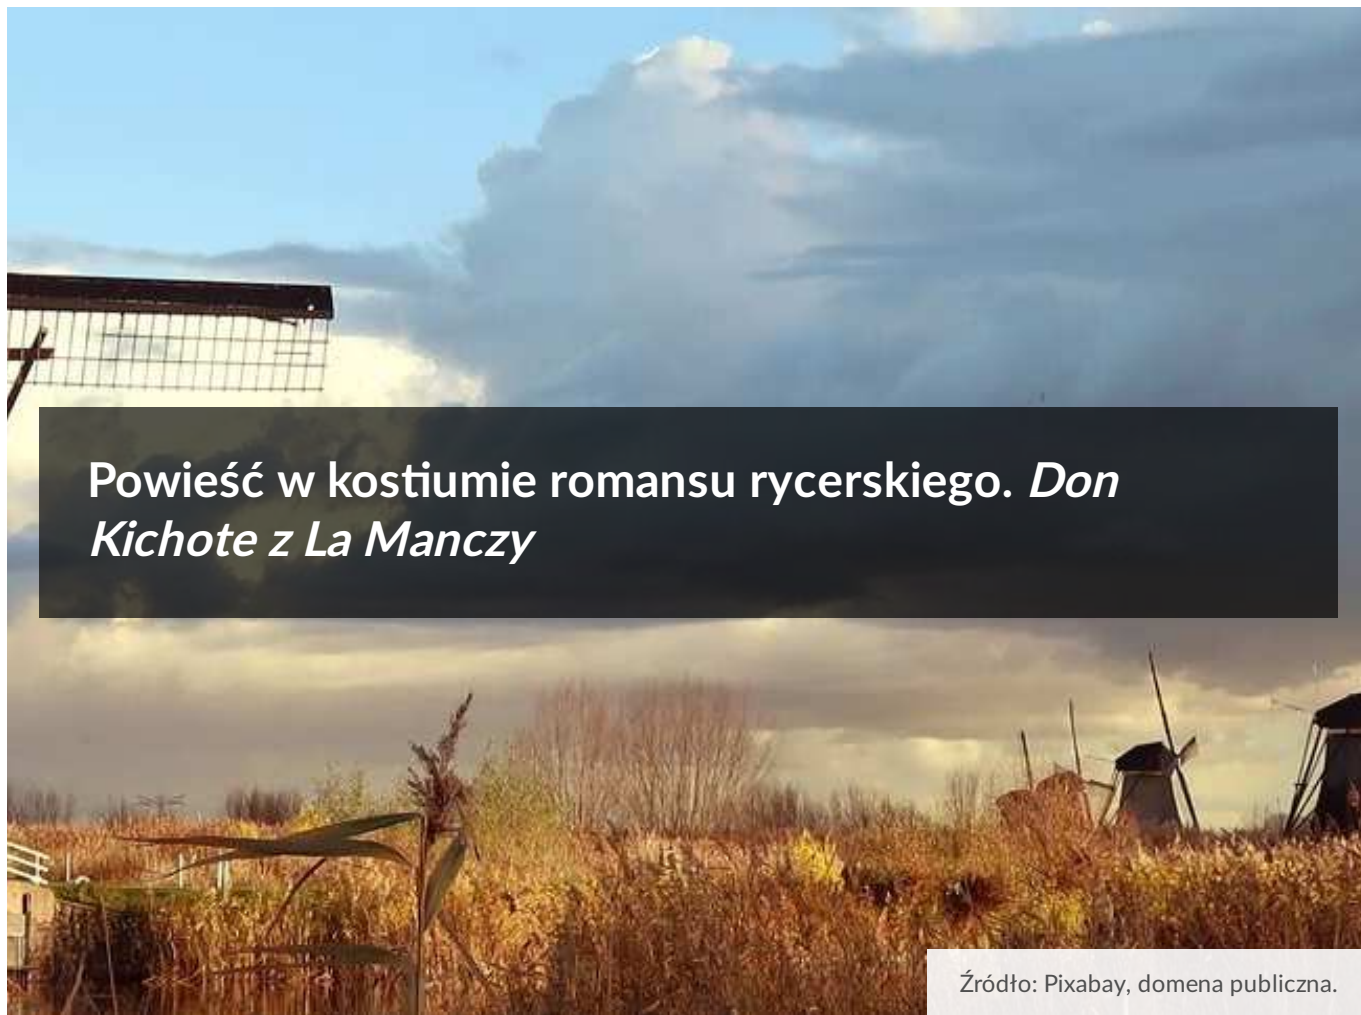 Powieść w kostiumie romansu rycerskiego. Don
Kichote z La Manczy
Źródło: Pixabay, domena publiczna.